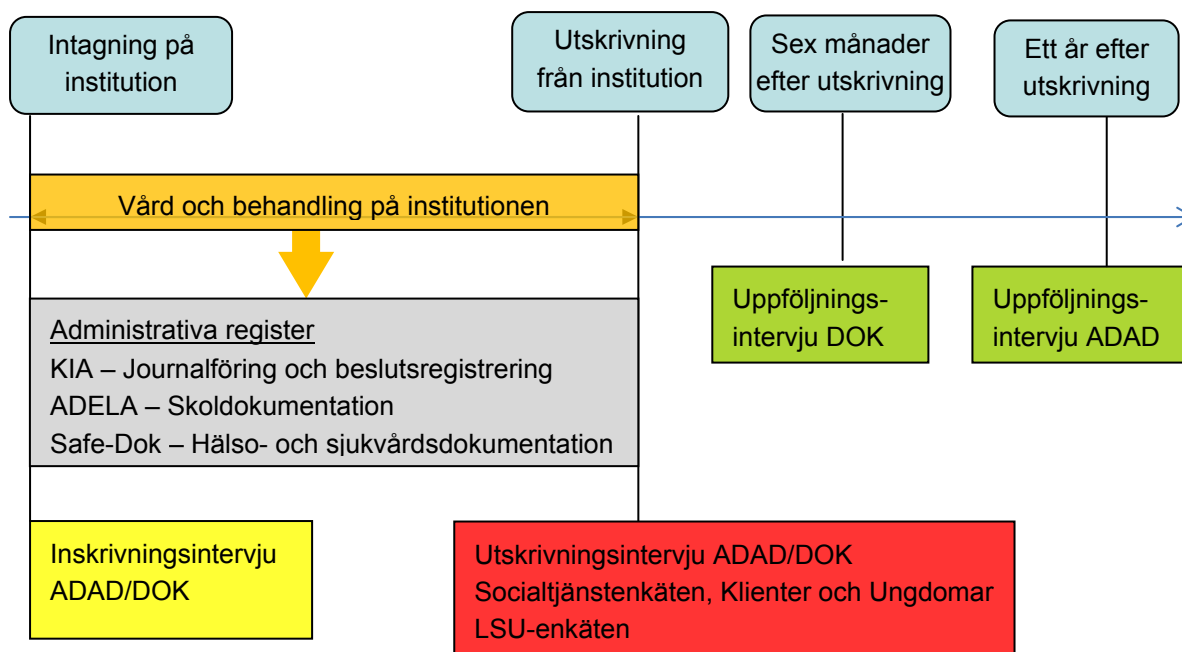 Intagning på
institution
Utskrivning
från institution
Sex månader
efter utskrivning
Ett år efter
utskrivning
Vård och behandling på institutionen
Uppföljnings-
intervju DOK
Uppföljnings-
intervju ADAD
Administrativa register
KIA – Journalföring och beslutsregistrering
ADELA – Skoldokumentation
Safe-Dok – Hälso- och sjukvårdsdokumentation
Inskrivningsintervju
ADAD/DOK
Utskrivningsintervju ADAD/DOK
Socialtjänstenkäten, Klienter och Ungdomar
LSU-enkäten